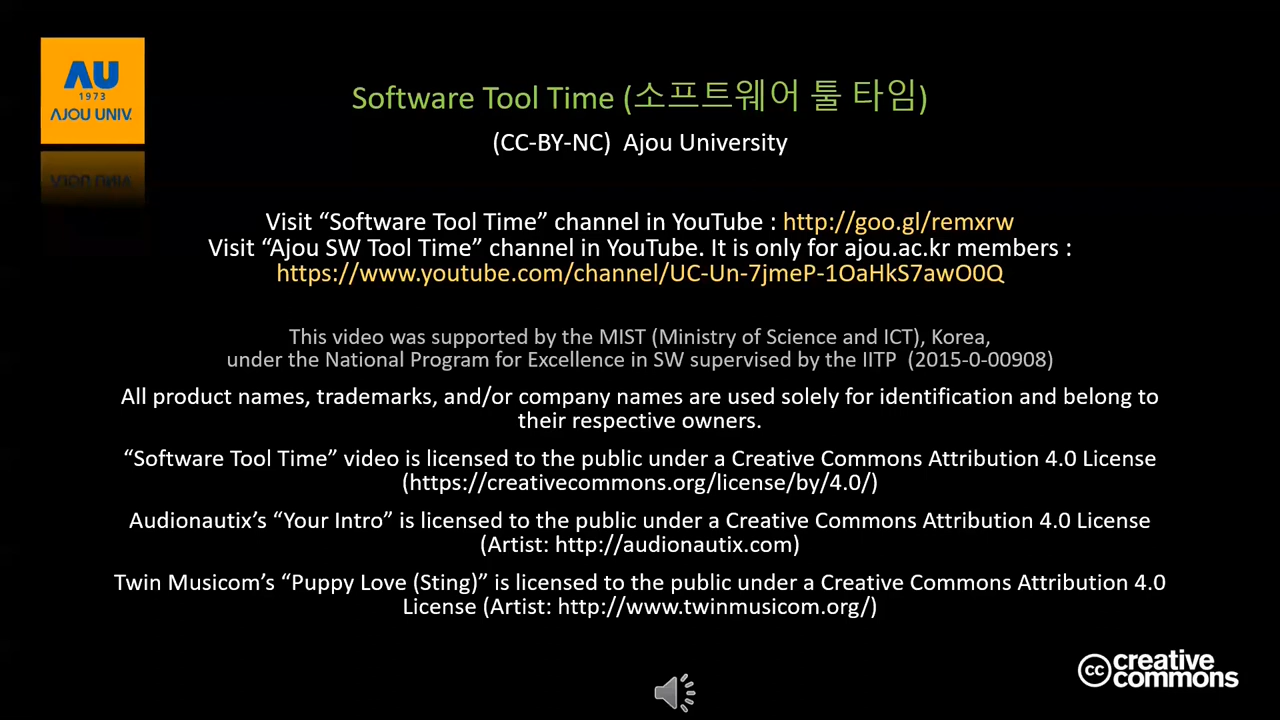 AU
1973
AJOU UNIV.
Software Tool Time (소프트웨어 툴 타임)
(CC-BY-NC) Ajou University
Visit “Software Tool Time” channel in YouTube : http://goo.gl/remxrw
Visit “Ajou SW Tool Time” channel in YouTube. It is only for ajou.ac.kr members :
https://www.youtube.com/channel/UC-Un-7jmeP-1OaHkS7awO0Q
This video was supported by the MIST (Ministry of Science and ICT), Korea,
under the National Program for Excellence in SW supervised by the IITP (2015-0-00908)
All product names, trademarks, and/or company names are used solely for identification and belong to
their respective owners.
“Software Tool Time” video is licensed to the public under a Creative Commons Attribution 4.0 License
(https://creativecommons.org/license/by/4.0/)
Audionautix’s “Your Intro” is licensed to the public under a Creative Commons Attribution 4.0 License
(Artist: http://audionautix.com)
Twin Musicom’s “Puppy Love (Sting)” is licensed to the public under a Creative Commons Attribution 4.0
License (Artist: http://www.twinmusicom.org/)
cc creative
commons